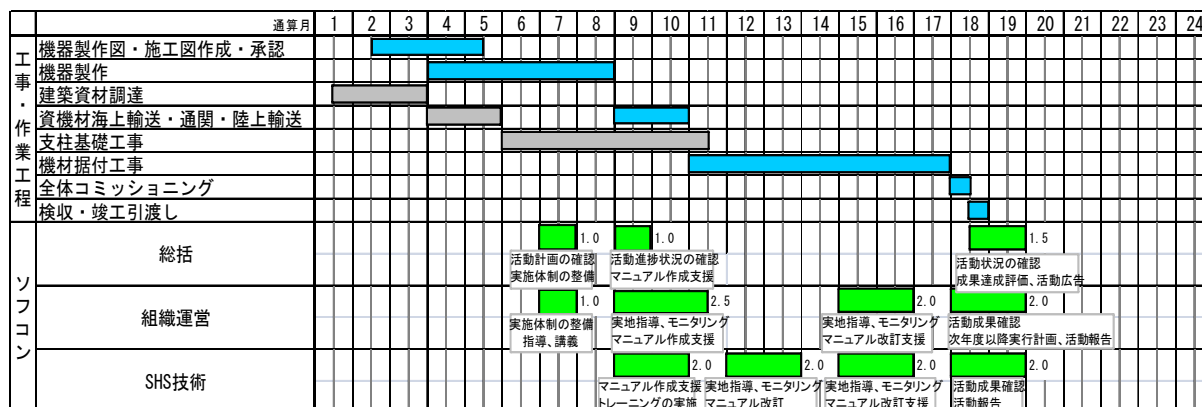 通算月 1 2 3 4 5 6 7 8 9 10 11 12 13 14 15 16 17 18 19 20 21 22 23 24
工事・作業工程
機器製作図・施工図作成・承認
機器製作
建築資材調達
資機材海上輸送・通関・陸上輸送
支柱基礎工事
機材据付工事
全体コミッショニング
検収・竣工引渡し
ソフコン
総括
1.0 1.0 1.5
活動計画の確認 活動進捗状況の確認 活動状況の確認
実施体制の整備 マニュアル作成支援 成果達成評価、活動広告
組織運営
1.0 2.5 2.0 2.0
実施体制の整備 実地指導、モニタリング 実地指導、モニタリング 活動成果確認
指導、講義 マニュアル作成支援 マニュアル改訂支援 次年度以降実行計画、活動報告
SHS技術
2.0 2.0 2.0 2.0
マニュアル作成支援 実地指導、モニタリング 実地指導、モニタリング 活動成果確認
トレーニングの実施 マニュアル改訂 マニュアル改訂支援 活動報告